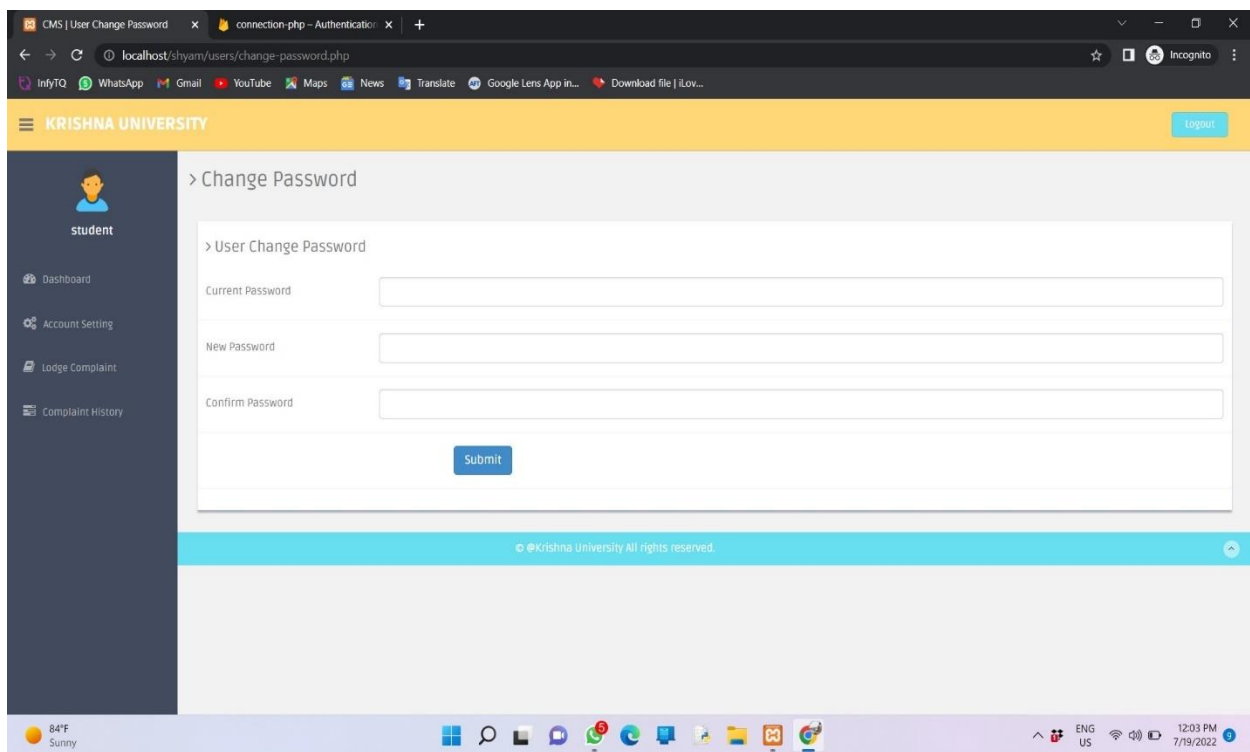 CMS | User Change Password
connection-php – Authentication
localhost/shyam/users/change-password.php
Incognito
InfyTQ WhatsApp Gmail YouTube Maps News Translate Google Lens App in... Download file | iLov...
KRISHNA UNIVERSITY
Logout
student
Dashboard
Account Setting
Lodge Complaint
Complaint History
> Change Password
> User Change Password
Current Password
New Password
Confirm Password
Submit
© @Krishna University All rights reserved.
84°F
Sunny
5
ENG
US
12:03 PM
7/19/2022
9